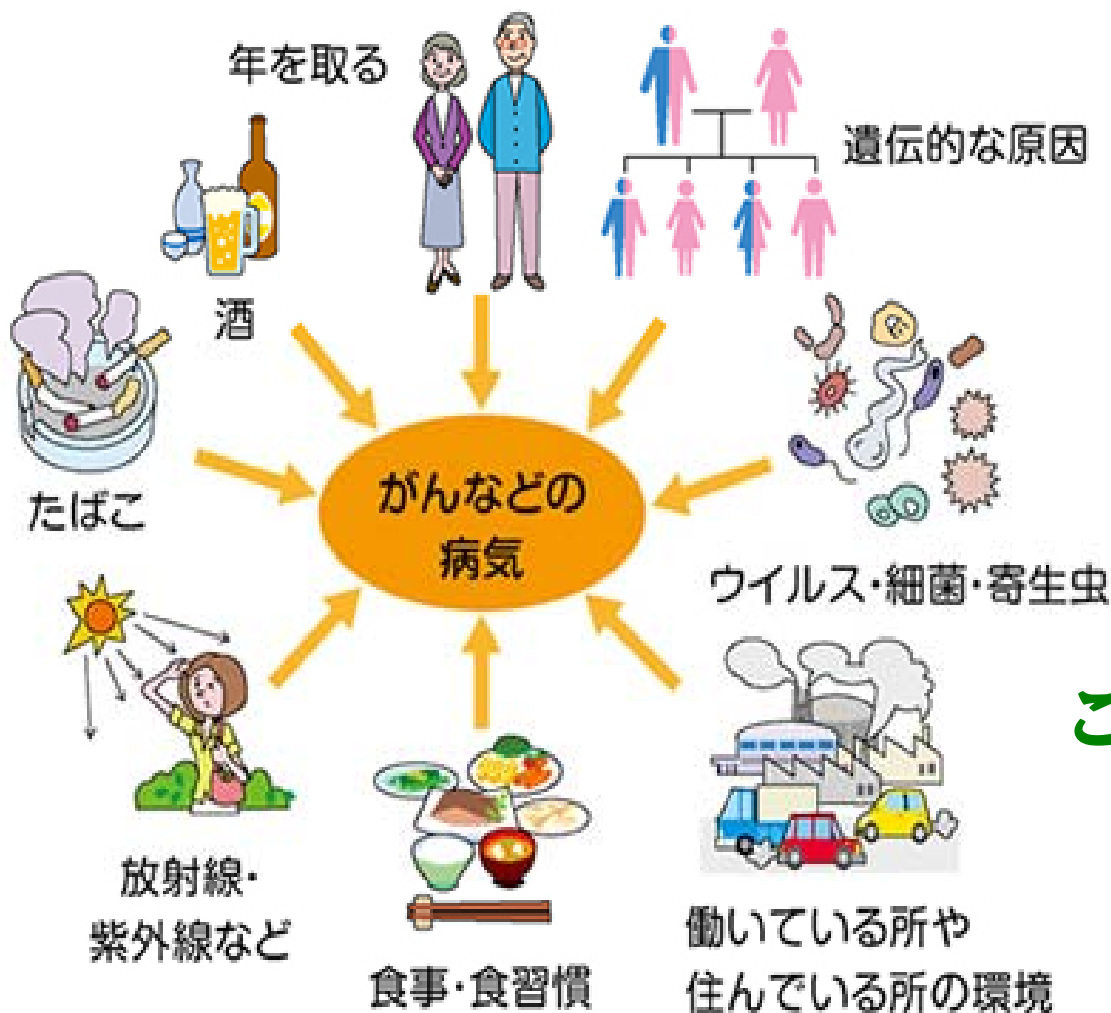 年を取る
遺伝的な原因
酒
たばこ
がんなどの
病気
ウイルス・細菌・寄生虫
こ
放射線・
紫外線など
食事・食習慣
働いている所や
住んでいる所の環境